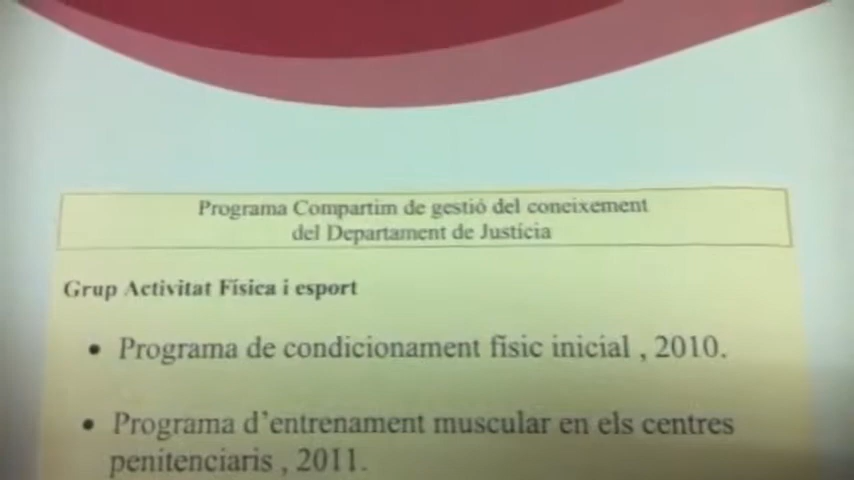 Programa Compartim de gestió del coneixement
del Departament de Justícia
Grup Activitat Física i esport
• Programa de condicionament físic inicial , 2010.
• Programa d'entrenament muscular en els centres
penitenciaris , 2011.